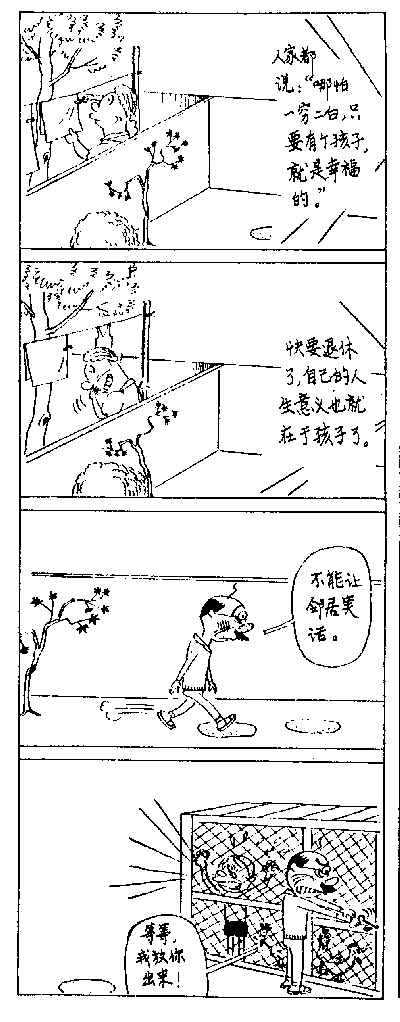 人家都
说：“哪怕
一穷二白，只
要有个孩子，
就是幸福
的。”
快要退休
了，自己的人
生意义也就
在于孩子了。
不能让
邻居笑
话。
等等，
我放你
出来！